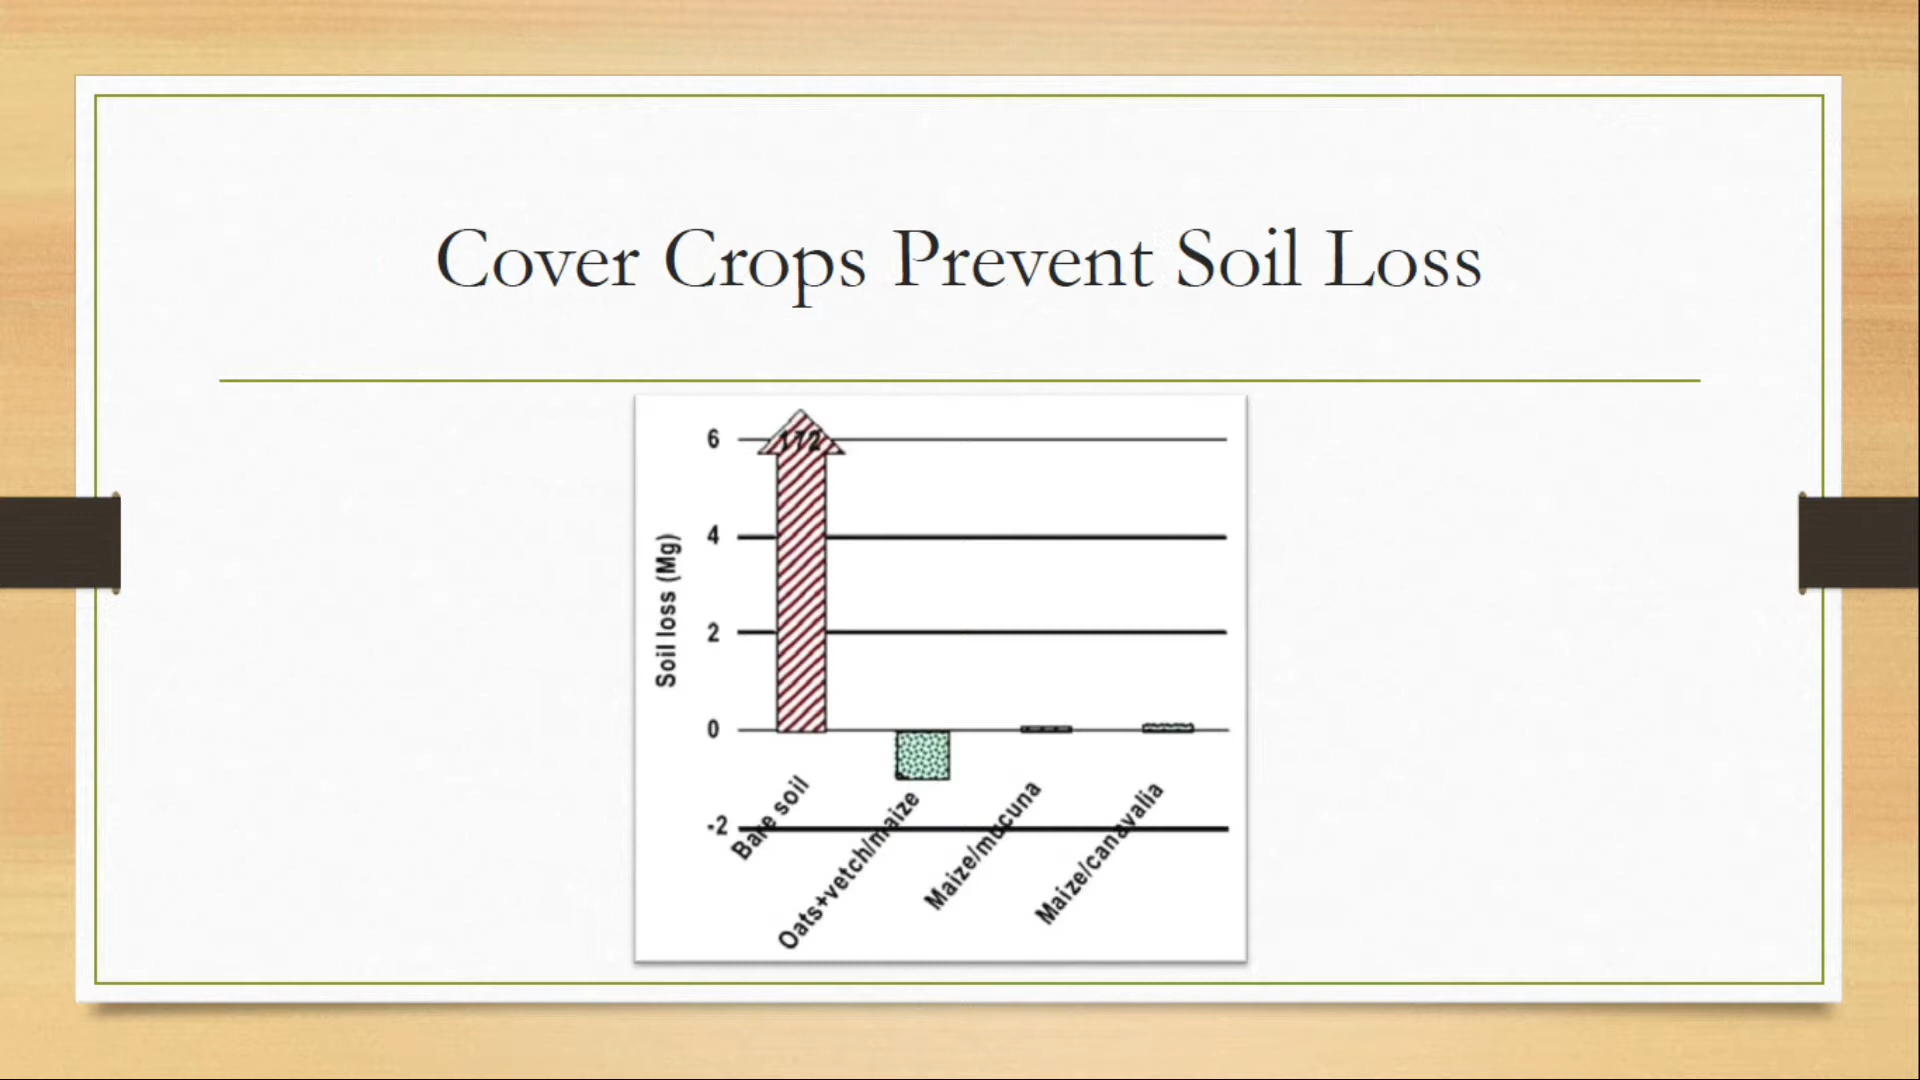 Cover Crops Prevent Soil Loss
172
6
4
2
0
-2
Soil loss (Mg)
Bare soil
Oats+vetch/maize
Maize/mucuna
Maize/canavalia